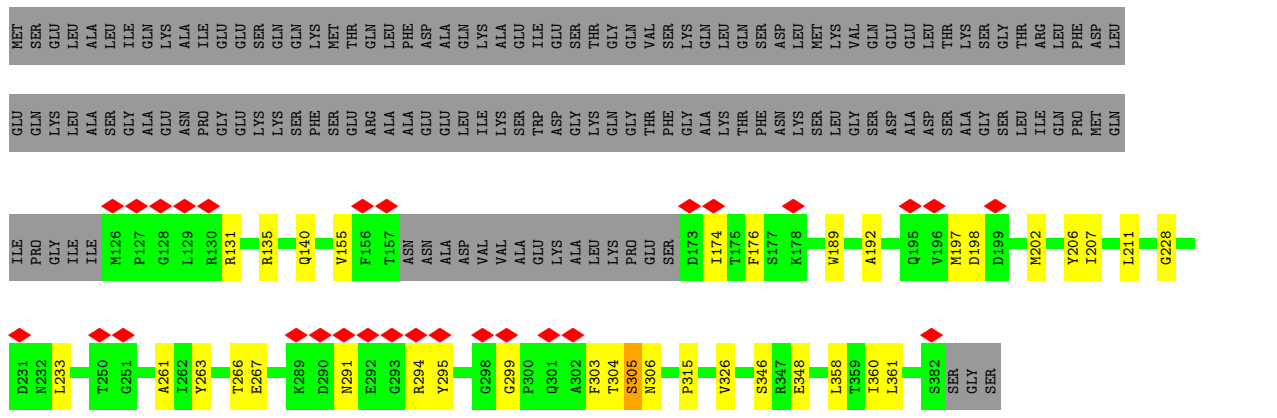 MET SER GLU LEU LEU ALA LEU ILE GLN LYS ALA ILE GLU GLU SER GLN GLN LYS MET THR GLN LEU PHE ASP ALA GLN LYS ALA GLU ILE GLU SER THR GLY GLN VAL SER LYS GLN LEU GLN SER ASP LEU MET LYS VAL GLN GLU GLU LEU THR LYS SER GLY THR ARG LEU PHE ASP LEU
GLU GLN LYS LEU ALA SER GLY ALA GLU ASN PRO GLY GLU LYS LYS SER PHE SER GLU ARG ALA ALA GLU GLU LEU ILE LYS SER TRP ASP GLY LYS GLN GLY THR PHE GLY ALA LYS THR PHE ASN LYS SER LEU GLY SER ASP ALA ASP SER ALA GLY SER LEU ILE GLN PRO MET GLN
ILE PRO GLY ILE ILE M126 P127 G128 L129 R130 R131 R135 Q140 V155 F156 T157 ASN ASN ALA ASP VAL VAL ALA GLU LYS ALA LEU LYS PRO GLU SER D173 I174 T175 F176 S177 K178 W189 A192 Q195 V196 M197 D198 D199 M202 Y206 I207 L211 G228
D231 N232 L233 T250 G251 A261 I262 Y263 T266 E267 K289 D290 N291 E292 G293 R294 Y295 G298 G299 P300 Q301 A302 F303 T304 S305 N306 P315 V326 S346 R347 E348 L358 T359 I360 L361 S382 SER GLY SER